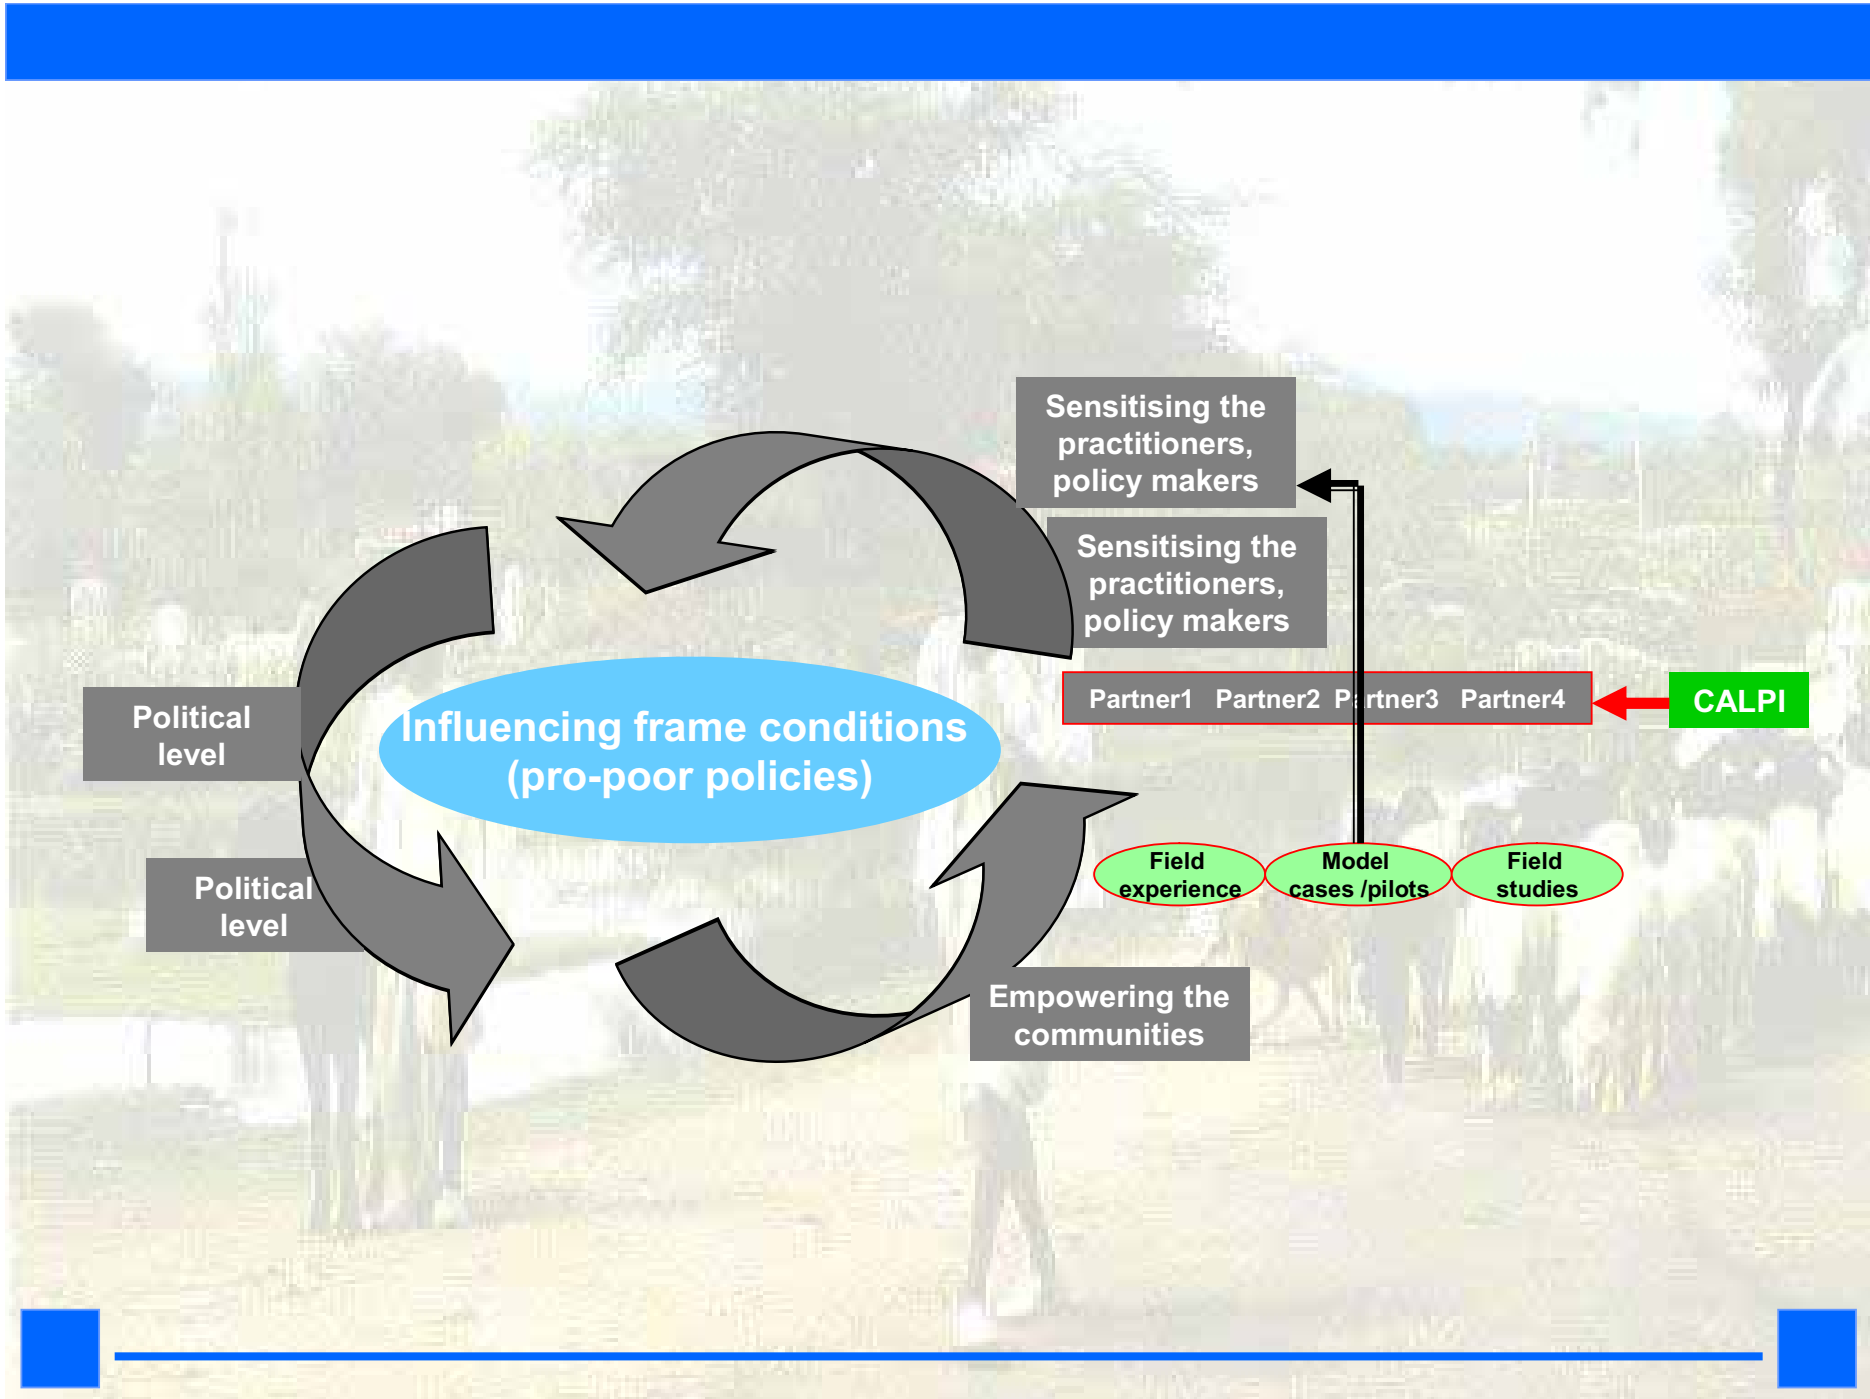 Sensitising the
practitioners,
policy makers
Sensitising the
practitioners,
policy makers
Partner1 Partner2 Partner3 Partner4
CALPI
Political
level
Influencing frame conditions
(pro-poor policies)
Political
level
Field
experience
Model
cases /pilots
Field
studies
Empowering the
communities